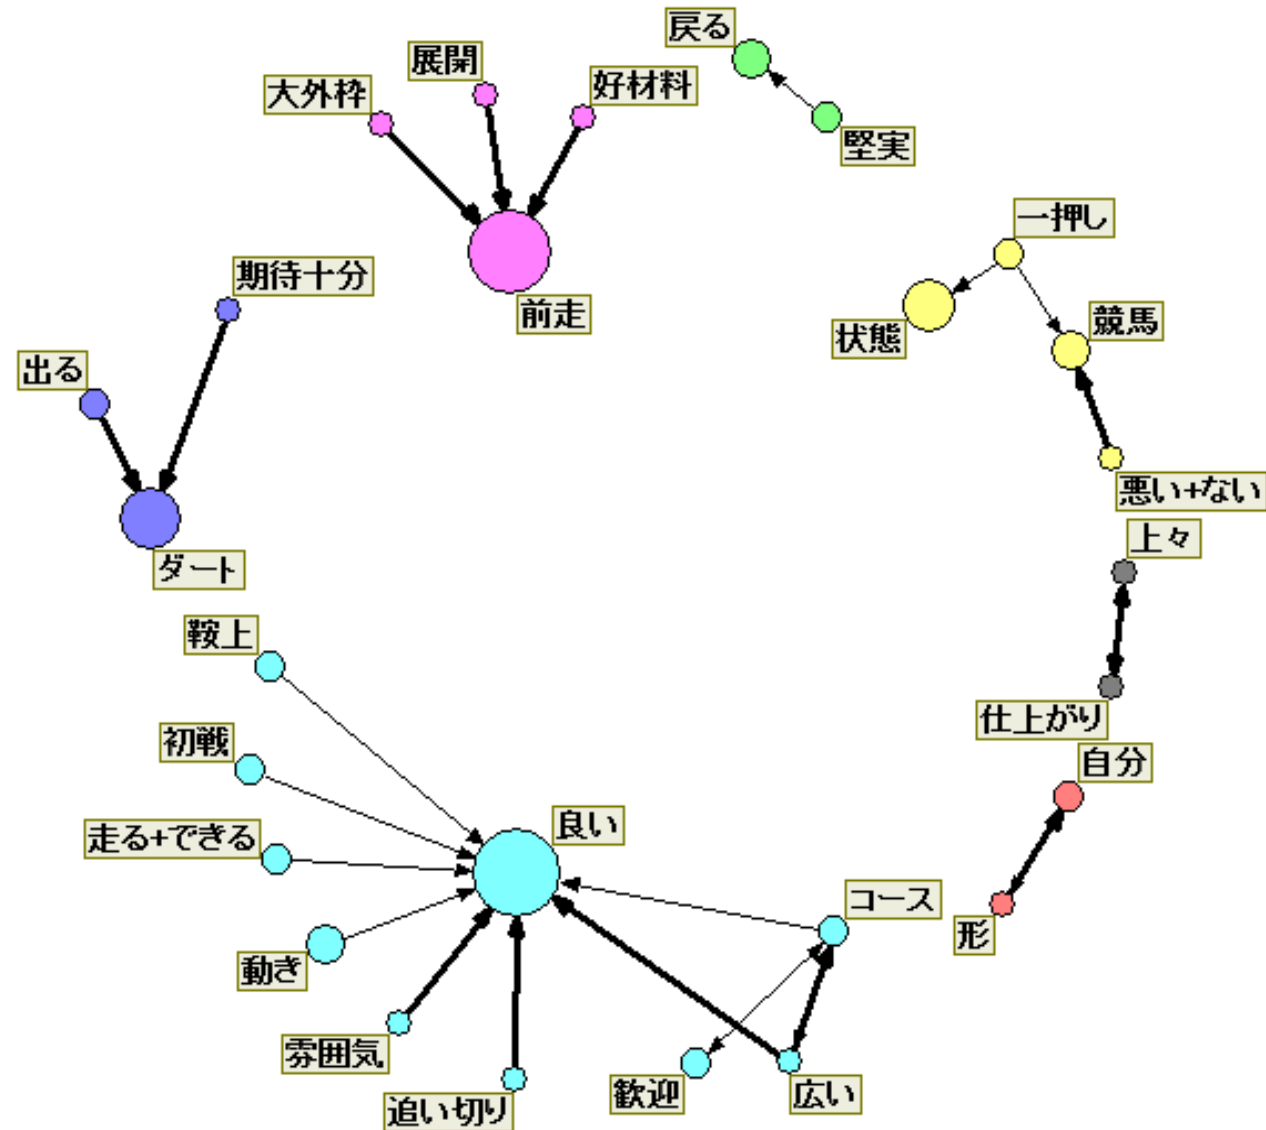 戻る
展開
大外枠
好材料
堅実
一押し
期待十分
前走
競馬
状態
出る
悪い+ない
上々
ダート
鞍上
仕上がり
初戦
自分
良い
走る+できる
コース
形
動き
雰囲気
歓迎
広い
追い切り